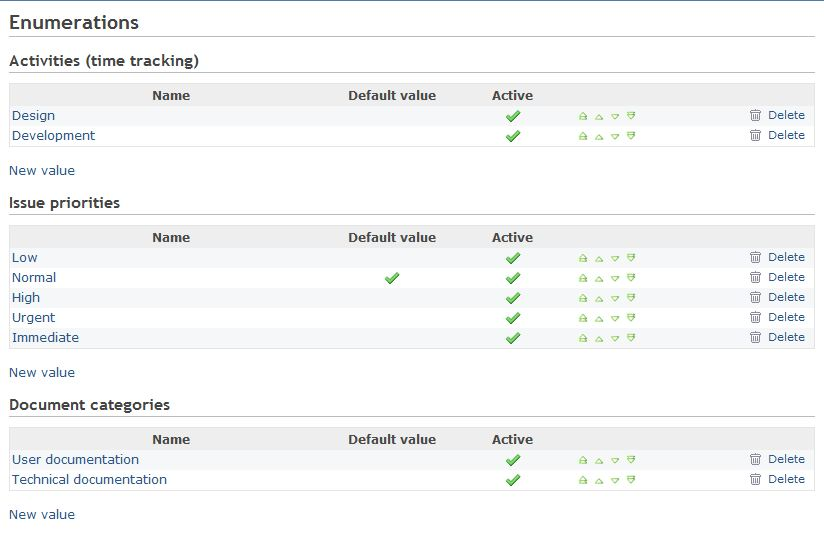 Enumerations
Activities (time tracking)
Name Default value Active
Design Delete
Development Delete
New value
Issue priorities
Name Default value Active
Low Delete
Normal Delete
High Delete
Urgent Delete
Immediate Delete
New value
Document categories
Name Default value Active
User documentation Delete
Technical documentation Delete
New value